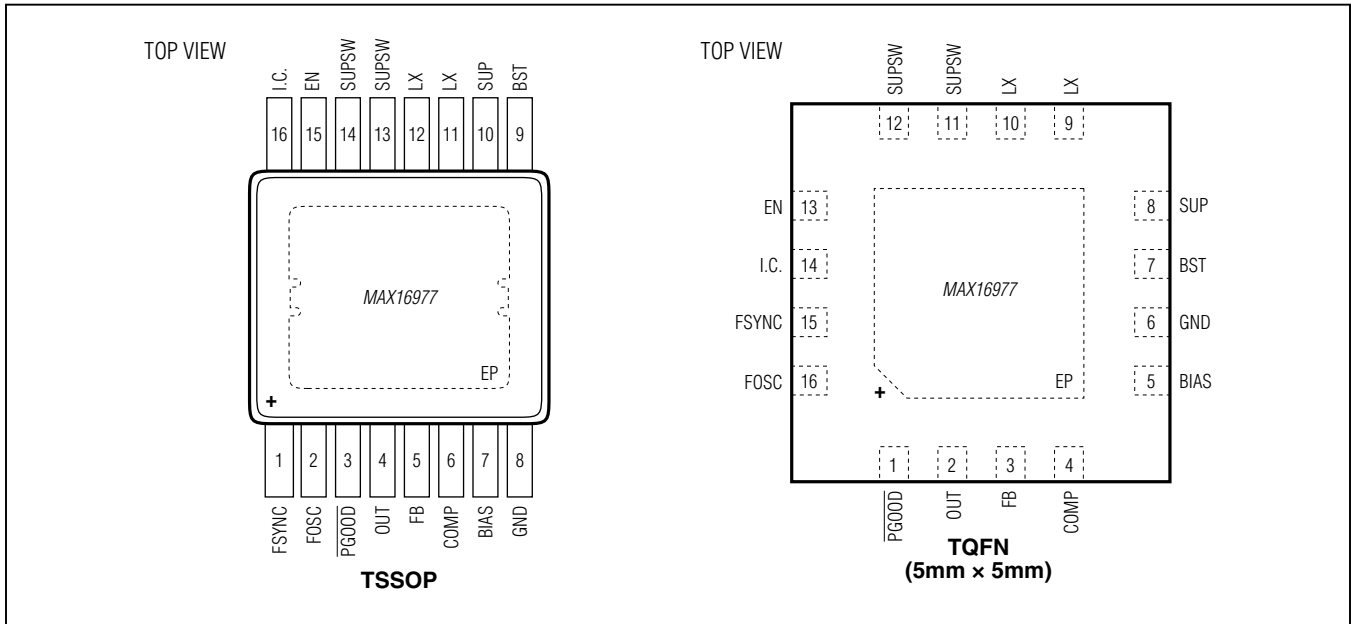 TOP VIEW
I.C.
EN
SUPSW
SUPSW
LX
LX
SUP
BST
16
15
14
13
12
11
10
9
MAX16977
EP
+
1
2
3
4
5
6
7
8
FSYNC
FOSC
PGOOD
OUT
FB
COMP
BIAS
GND
TSSOP
TOP VIEW
SUPSW
SUPSW
LX
LX
12
11
10
9
EN 13
8 SUP
I.C. 14
7 BST
MAX16977
FSYNC 15
6 GND
FOSC 16
EP
5 BIAS
+
1
2
3
4
PGOOD
OUT
FB
COMP
TQFN
(5mm × 5mm)